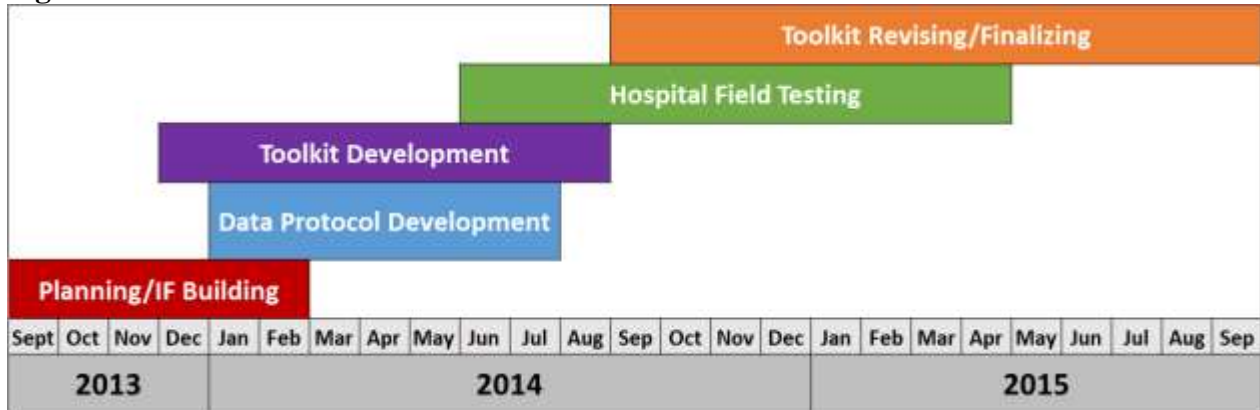 Toolkit Revising/Finalizing
Hospital Field Testing
Toolkit Development
Data Protocol Development
Planning/IF Building
Sept Oct Nov Dec Jan Feb Mar Apr May Jun Jul Aug Sep Oct Nov Dec Jan Feb Mar Apr May Jun Jul Aug Sep
2013 2014 2015